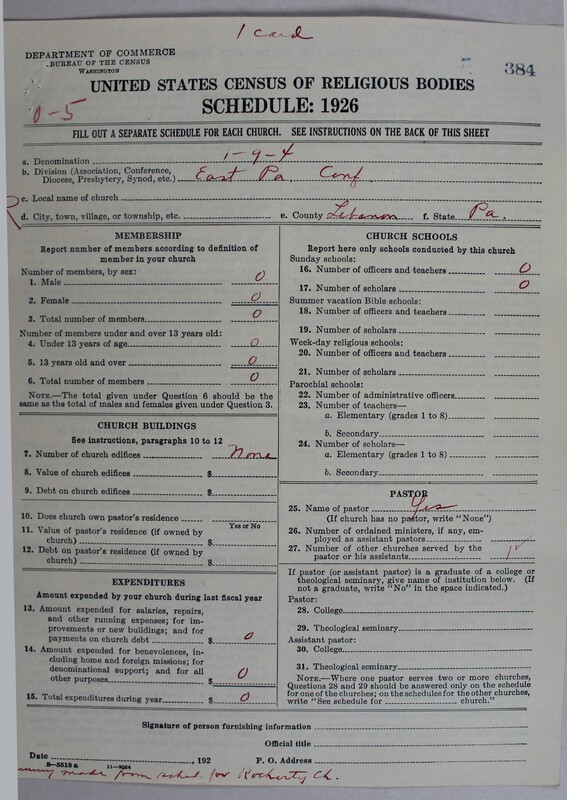 1 card
DEPARTMENT OF COMMERCE
BUREAU OF THE CENSUS
WASHINGTON
384
UNITED STATES CENSUS OF RELIGIOUS BODIES
SCHEDULE: 1926
0-5
FILL OUT A SEPARATE SCHEDULE FOR EACH CHURCH. SEE INSTRUCTIONS ON THE BACK OF THIS SHEET
a. Denomination 1-9-4
b. Division (Association, Conference,
Diocese, Presbytery, Synod, etc.) East Pa. Conf
c. Local name of church
d. City, town, village, or township, etc. e. County Lebanon f. State Pa.
MEMBERSHIP
Report number of members according to definition of
member in your church
Number of members, by sex:
1. Male 0
2. Female 0
3. Total number of members 0
Number of members under and over 13 years old:
4. Under 13 years of age 0
5. 13 years old and over 0
6. Total number of members 0
NOTE.—The total given under Question 6 should be the
same as the total of males and females given under Question 3.
CHURCH BUILDINGS
See instructions, paragraphs 10 to 12
7. Number of church edifices None
8. Value of church edifices $
9. Debt on church edifices $
10. Does church own pastor's residence
Yes or No
11. Value of pastor's residence (if owned by
church) $
12. Debt on pastor's residence (if owned by
church) $
EXPENDITURES
Amount expended by your church during last fiscal year
13. Amount expended for salaries, repairs,
and other running expenses; for im-
provements or new buildings; and for
payments on church debt $ 0
14. Amount expended for benevolences, in-
cluding home and foreign missions; for
denominational support; and for all
other purposes $ 0
15. Total expenditures during year $ 0
CHURCH SCHOOLS
Report here only schools conducted by this church
Sunday schools:
16. Number of officers and teachers 0
17. Number of scholars 0
Summer vacation Bible schools:
18. Number of officers and teachers
19. Number of scholars
Week-day religious schools:
20. Number of officers and teachers
21. Number of scholars
Parochial schools:
22. Number of administrative officers
23. Number of teachers—
a. Elementary (grades 1 to 8)
b. Secondary
24. Number of scholars—
a. Elementary (grades 1 to 8)
b. Secondary
PASTOR
25. Name of pastor Yes
(If church has no pastor, write "None")
26. Number of ordained ministers, if any, em-
ployed as assistant pastors
27. Number of other churches served by the
pastor or his assistants
If pastor (or assistant pastor) is a graduate of a college or
theological seminary, give name of institution below. (If
not a graduate, write "No" in the space indicated.)
Pastor:
28. College
29. Theological seminary
Assistant pastor:
30. College
31. Theological seminary
NOTE.—Where one pastor serves two or more churches,
Questions 28 and 29 should be answered only on the schedule
for one of the churches; on the schedules for the other churches,
write "See schedule for church."
Signature of person furnishing information
Official title
Date , 192 P. O. Address
8-5518 a 11-9064
made from sched. for Rocherty Ch.